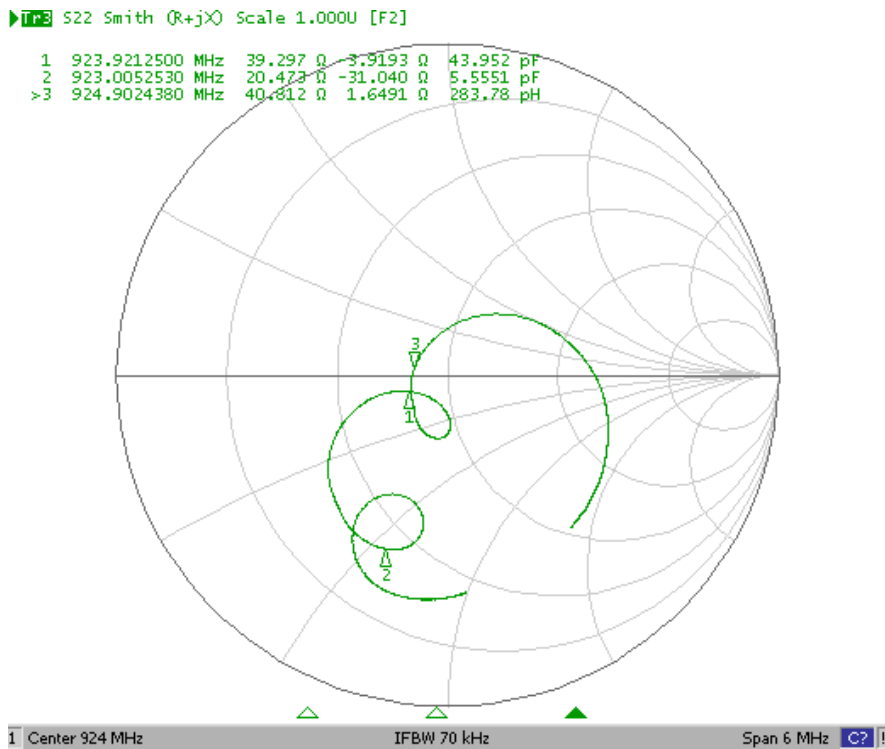 Tr3 S22 Smith (R+jX) Scale 1.000U [F2]
1 923.9212500 MHz 39.297 Ω -3.9193 Ω 43.952 pF
2 923.0052530 MHz 20.473 Ω -31.040 Ω 5.5551 pF
>3 924.9024380 MHz 40.812 Ω 1.6491 Ω 283.78 pH
3
1
2
1 Center 924 MHz IFBW 70 kHz Span 6 MHz C? !